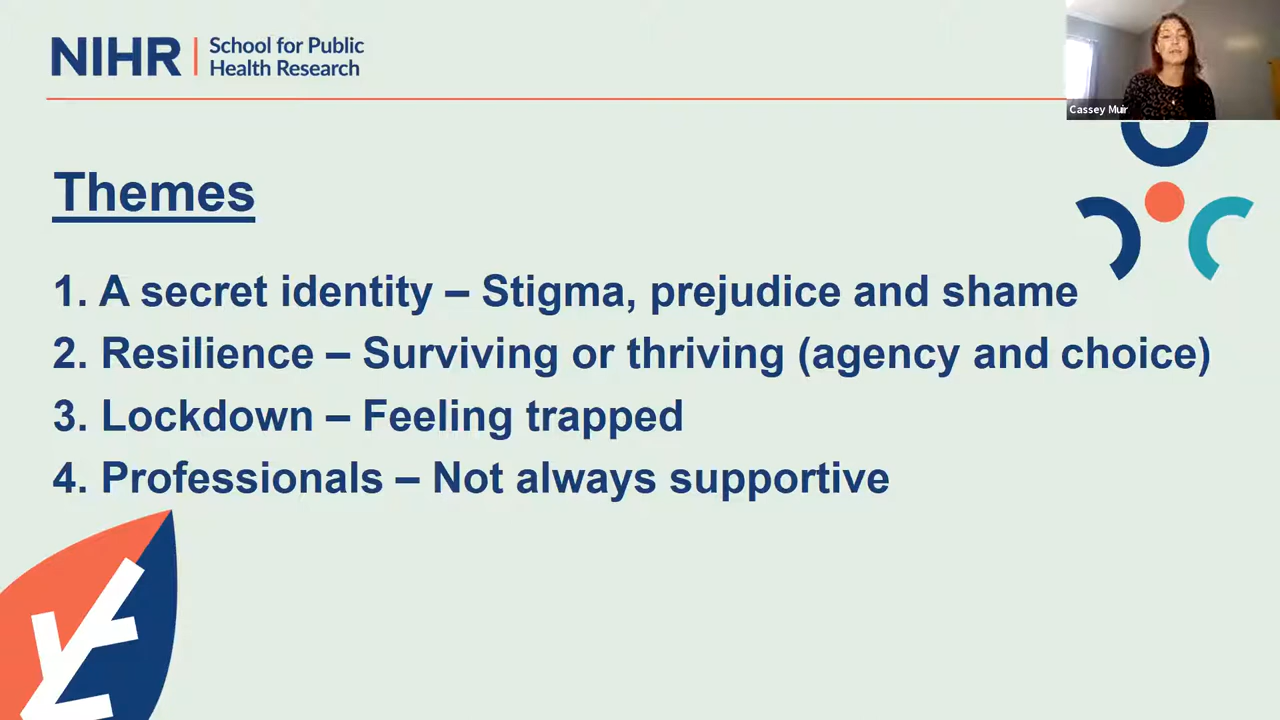 NIHR | School for Public
Health Research
Cassey Muir
Themes
1. A secret identity – Stigma, prejudice and shame
2. Resilience – Surviving or thriving (agency and choice)
3. Lockdown – Feeling trapped
4. Professionals – Not always supportive